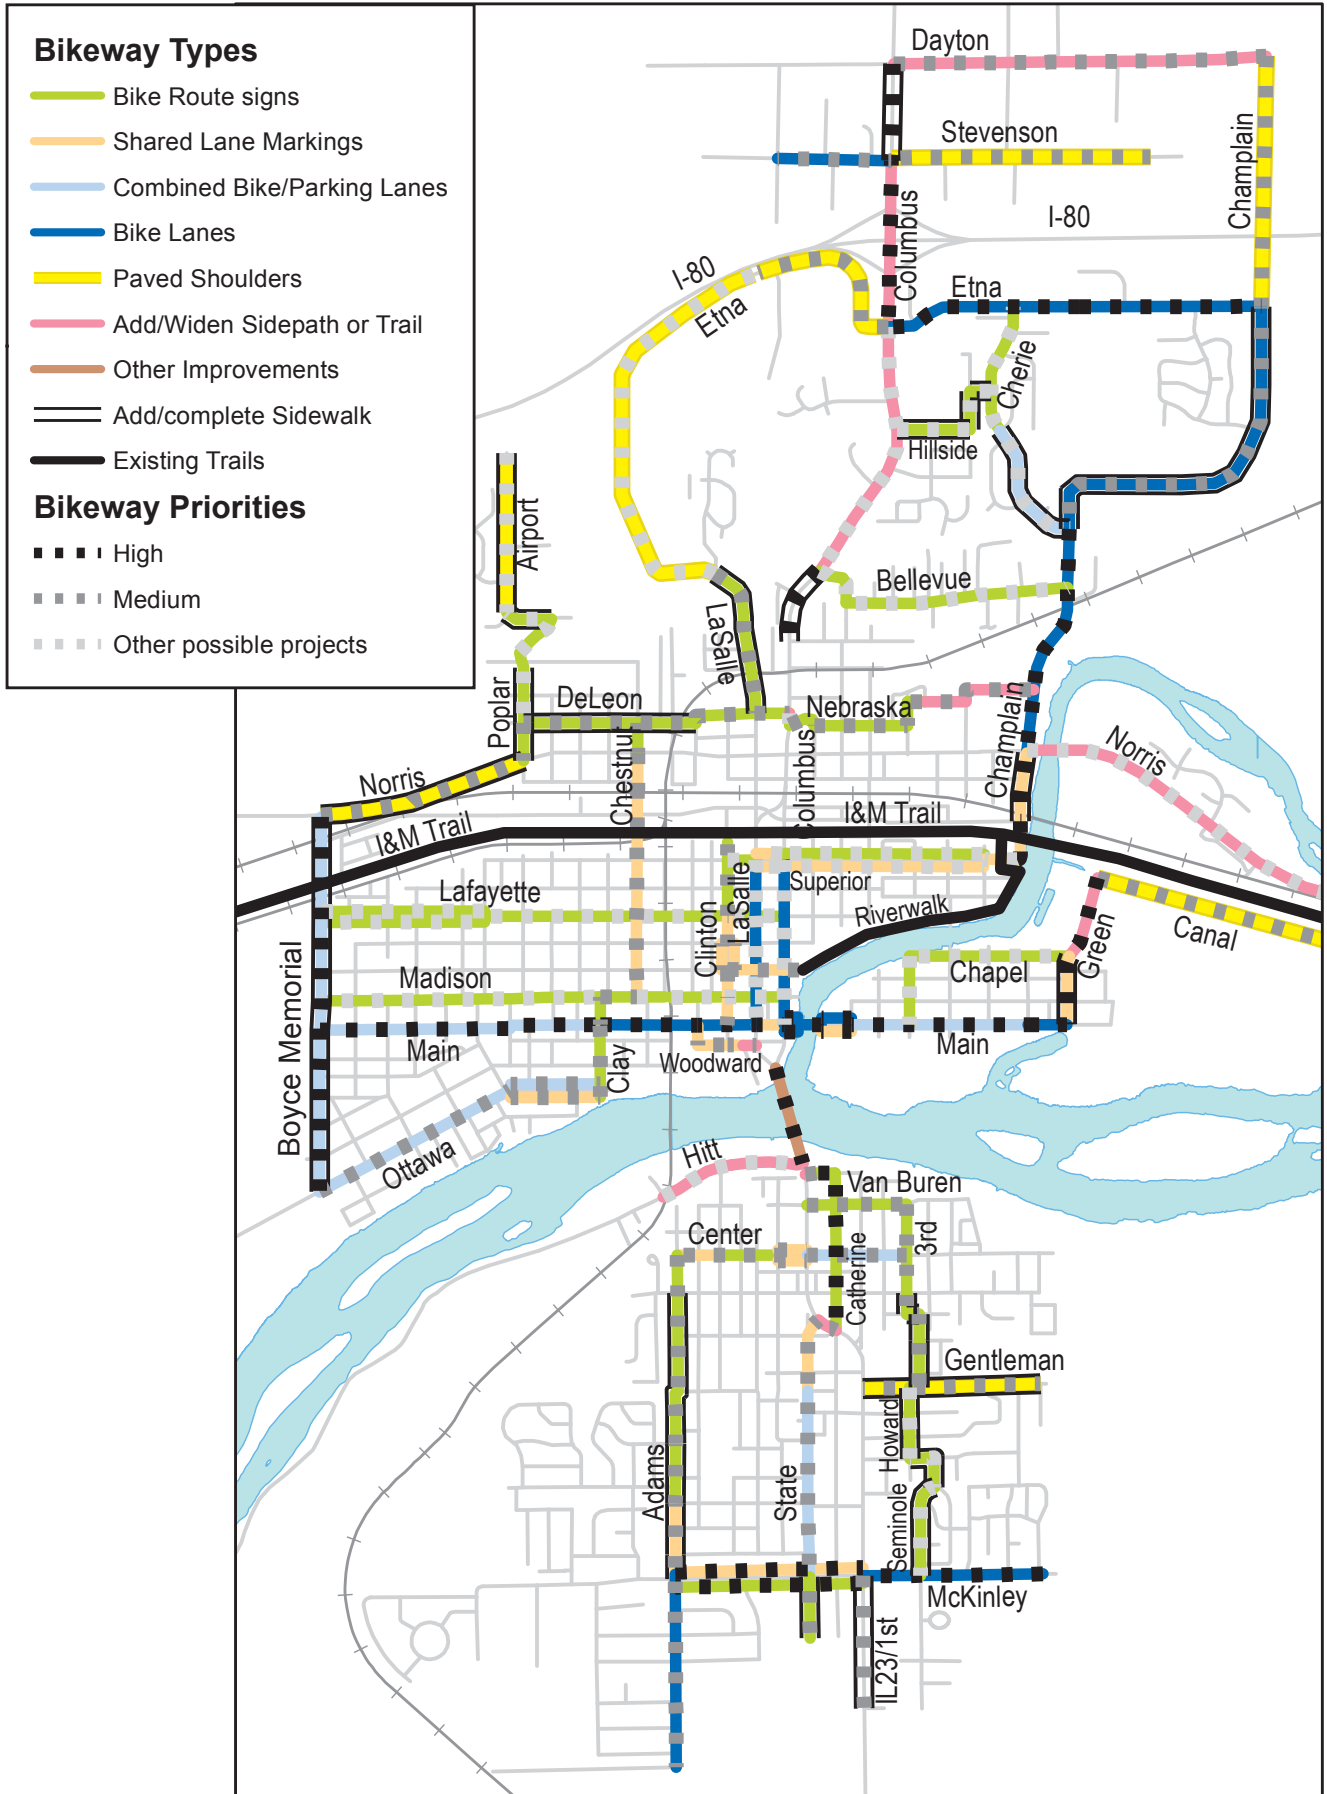 Bikeway Types
Bike Route signs
Shared Lane Markings
Combined Bike/Parking Lanes
Bike Lanes
Paved Shoulders
Add/Widen Sidepath or Trail
Other Improvements
Add/complete Sidewalk
Existing Trails
Bikeway Priorities
High
Medium
Other possible projects
Dayton
Stevenson
Champlain
Columbus
I-80
I-80
Etna
Etna
Cherie
Hillside
Airport
Bellevue
LaSalle
Poplar
DeLeon
Nebraska
Champlain
Norris
Norris
Chestnut
Columbus
I&M Trail
I&M Trail
Lafayette
LaSalle
Superior
Riverwalk
Clinton
Green
Canal
Madison
Chapel
Boyce Memorial
Main
Main
Woodward
Clay
Ottawa
Hitt
Van Buren
Center
3rd
Catherine
Gentleman
Howard
Adams
State
Seminole
McKinley
IL23/1st